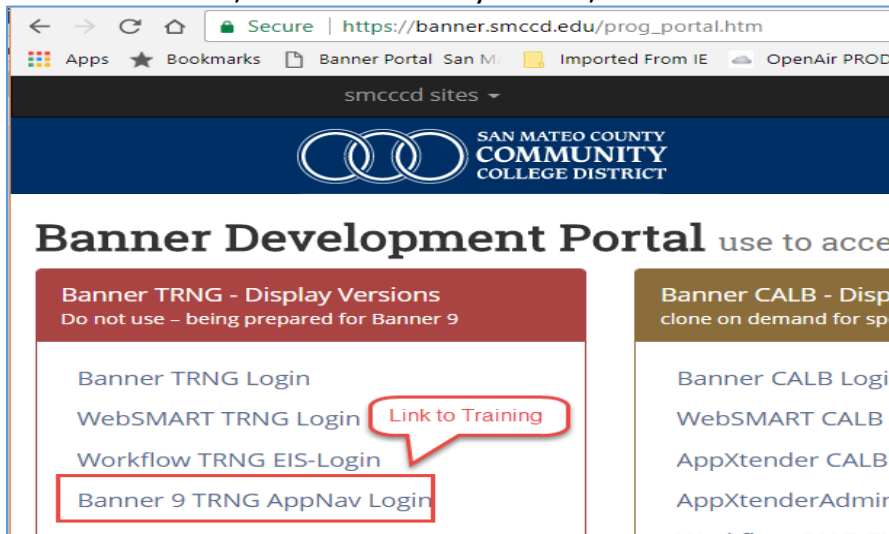 Secure | https://banner.smccd.edu/prog_portal.htm
Apps Bookmarks Banner Portal San M Imported From IE OpenAir PROD
smcccd sites
SAN MATEO COUNTY
COMMUNITY
COLLEGE DISTRICT
Banner Development Portal use to acce
Banner TRNG - Display Versions
Do not use – being prepared for Banner 9
Banner TRNG Login
WebSMART TRNG Login
Link to Training
Workflow TRNG EIS-Login
Banner 9 TRNG AppNav Login
Banner CALB - Disp
clone on demand for sp
Banner CALB Logi
WebSMART CALB
AppXtender CALB
AppXtenderAdmin